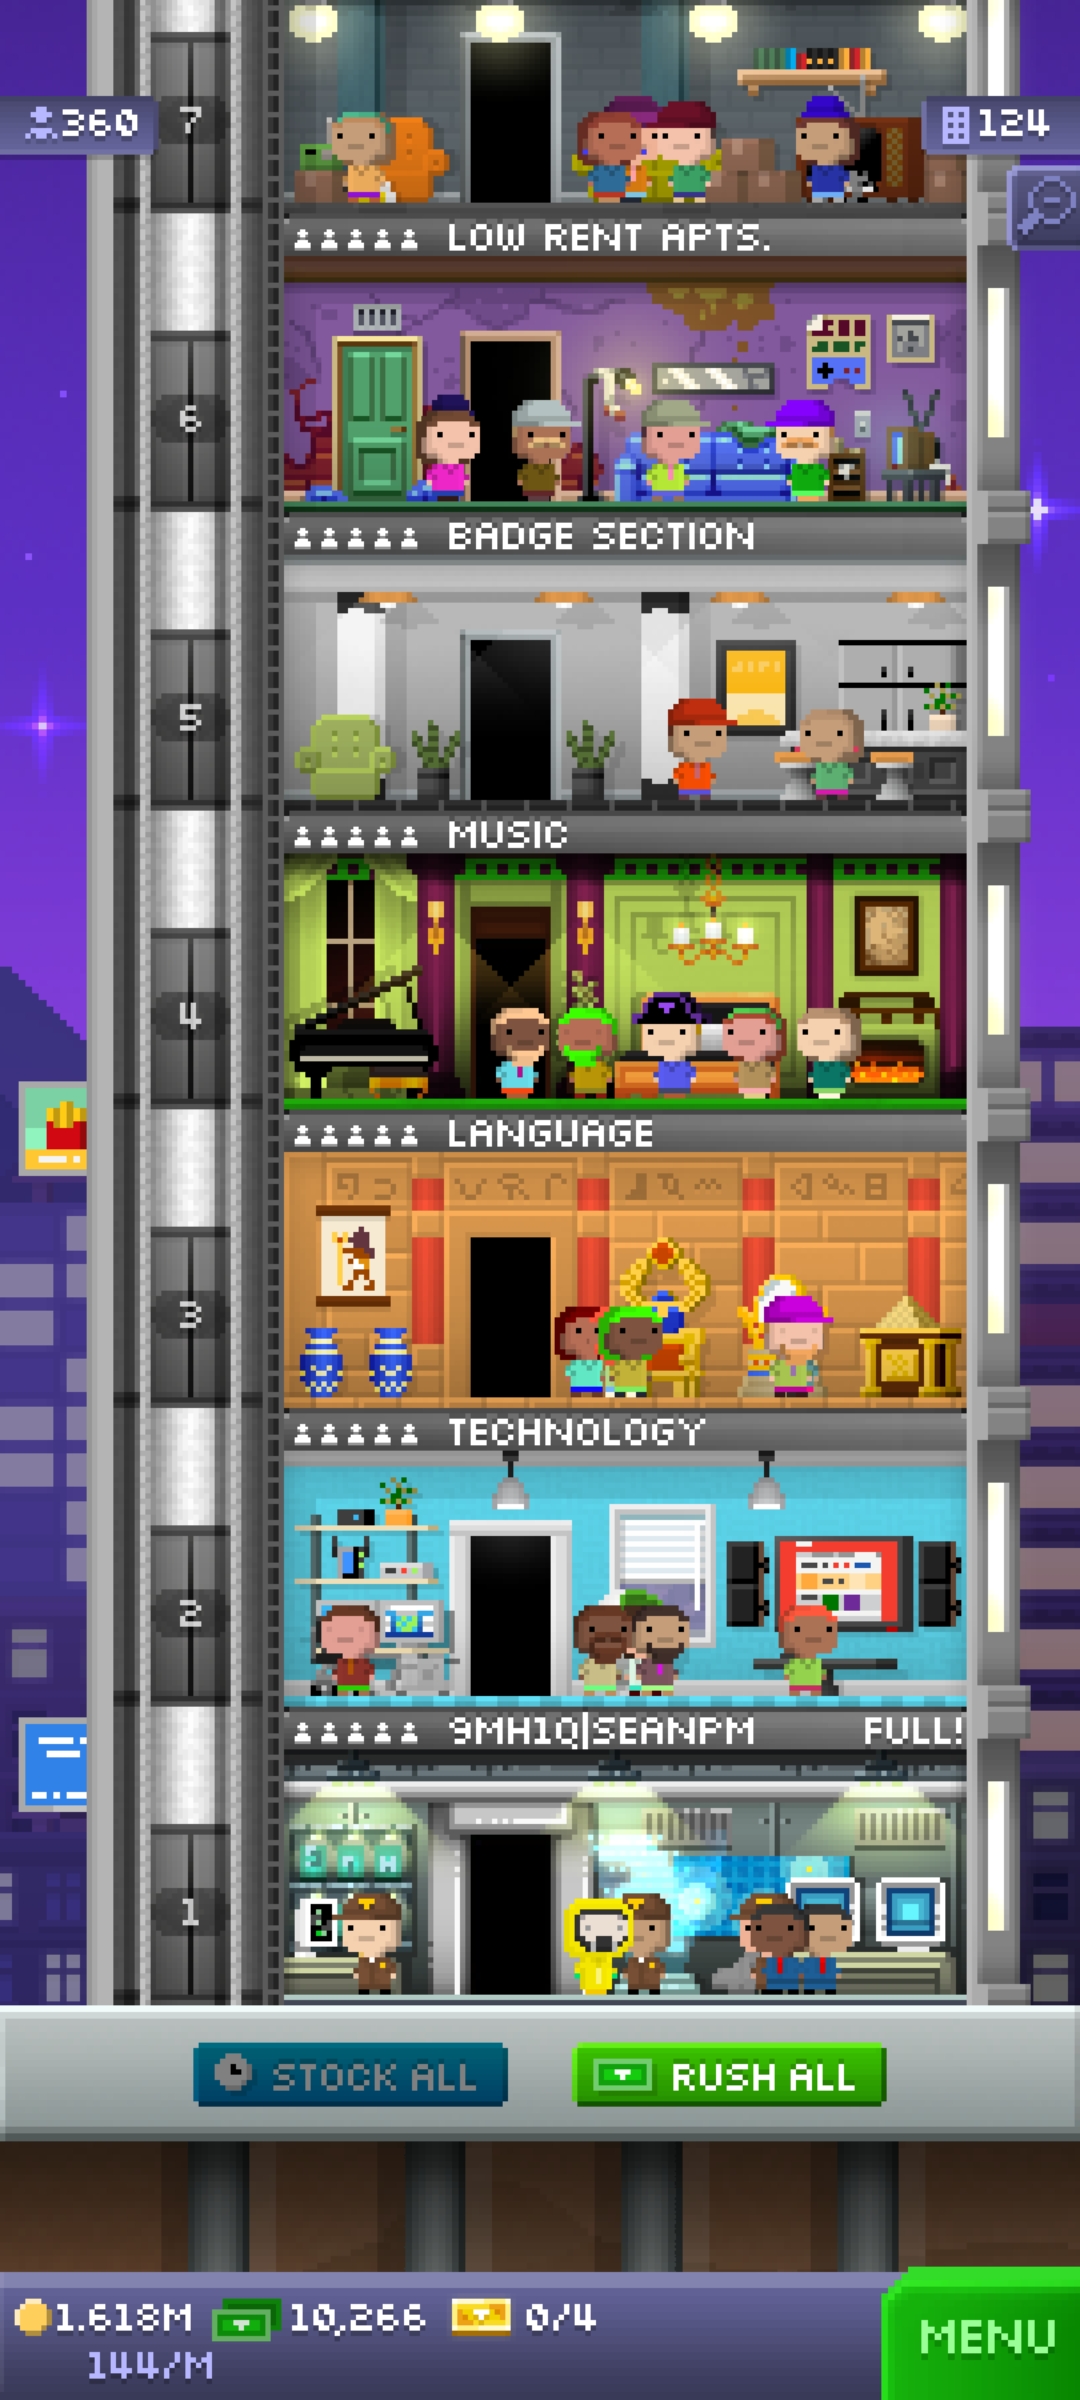 360
7
124
LOW RENT APTS.
6
BADGE SECTION
5
MUSIC
4
LANGUAGE
3
TECHNOLOGY
2
9MH1Q|SEANPM FULL!
1
STOCK ALL
RUSH ALL
1.618M 10,266 0/4
144/M
MENU